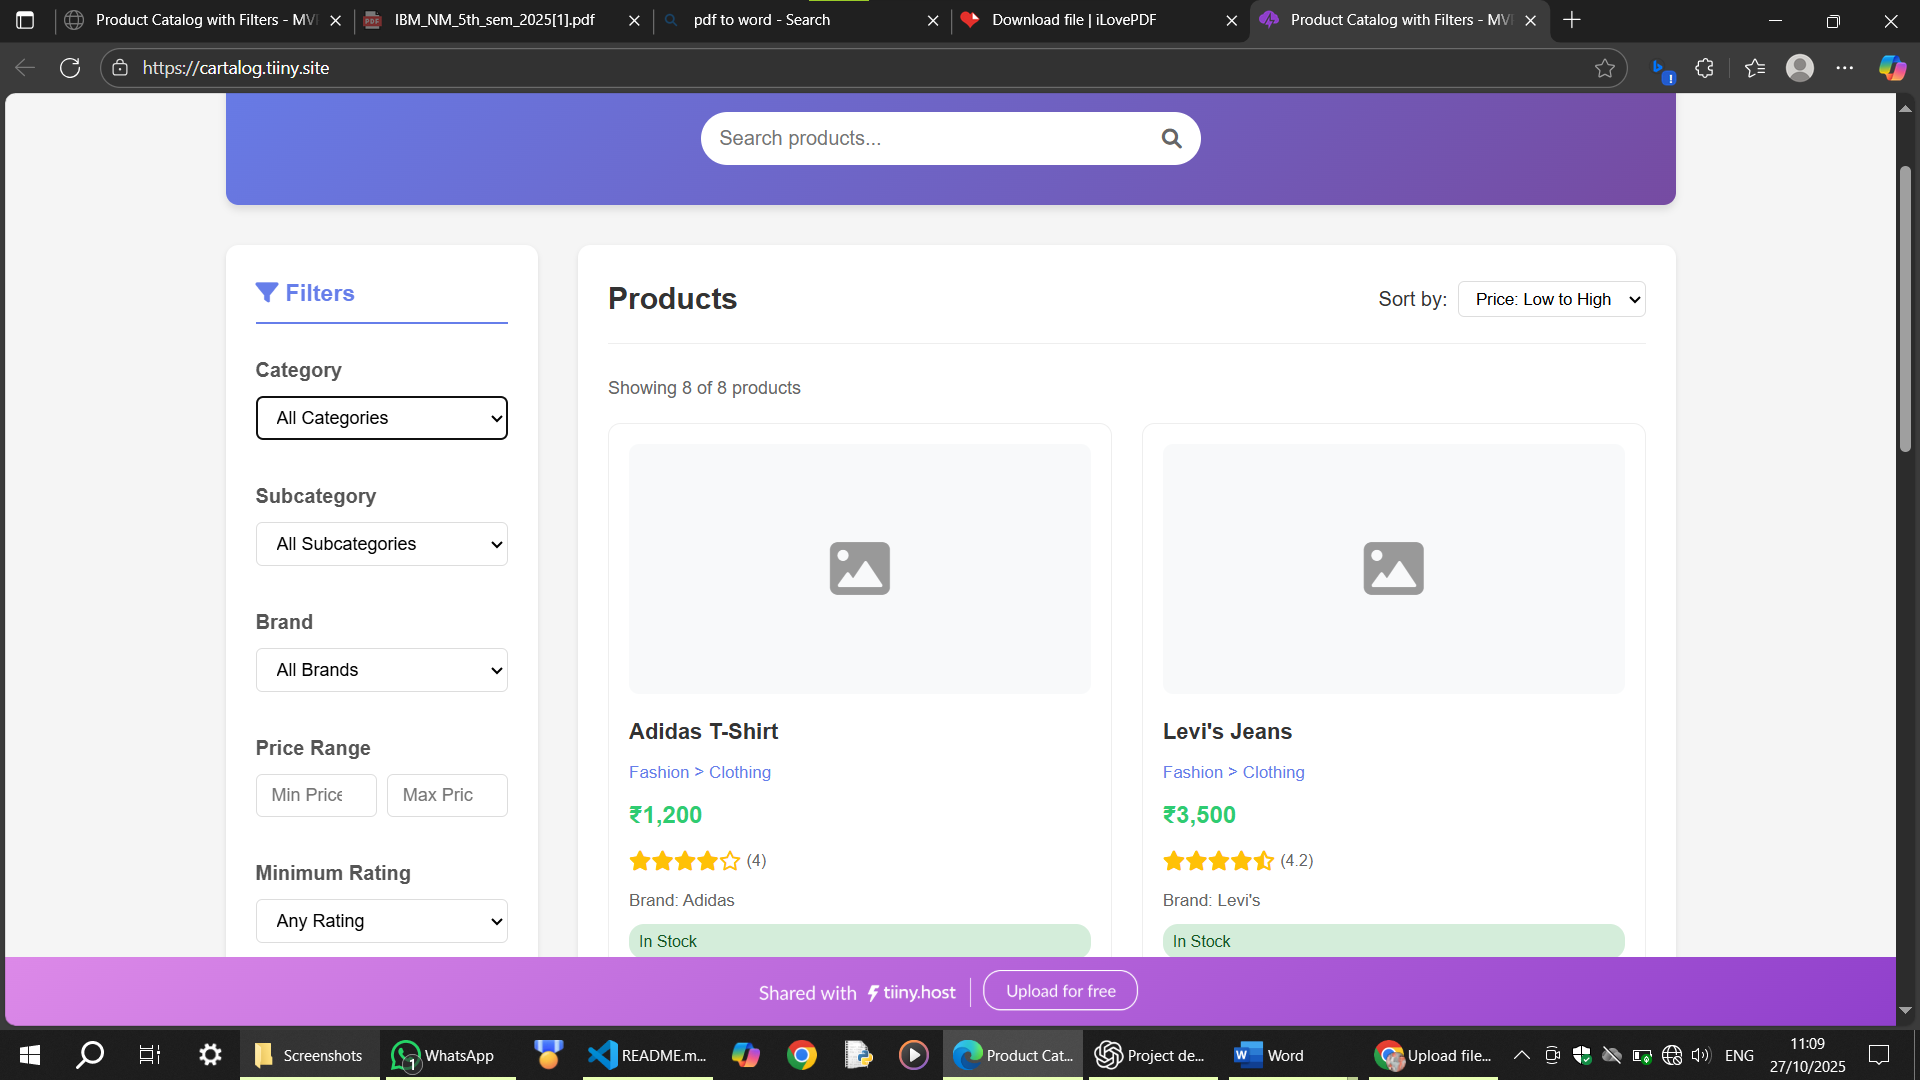 Product Catalog with Filters - MV
IBM_NM_5th_sem_2025[1].pdf
pdf to word - Search
Download file | iLovePDF
Product Catalog with Filters - MV
https://cartalog.tiiny.site
Search products...
Filters
Category
All Categories
Subcategory
All Subcategories
Brand
All Brands
Price Range
Min Price
Max Pric
Minimum Rating
Any Rating
Products
Sort by:
Price: Low to High
Showing 8 of 8 products
Adidas T-Shirt
Fashion > Clothing
₹1,200
(4)
Brand: Adidas
In Stock
Levi's Jeans
Fashion > Clothing
₹3,500
(4.2)
Brand: Levi's
In Stock
Shared with tiiny.host
Upload for free
Screenshots
1
WhatsApp
README.m...
Product Cat...
Project de...
Word
Upload file...
ENG
11:09
27/10/2025